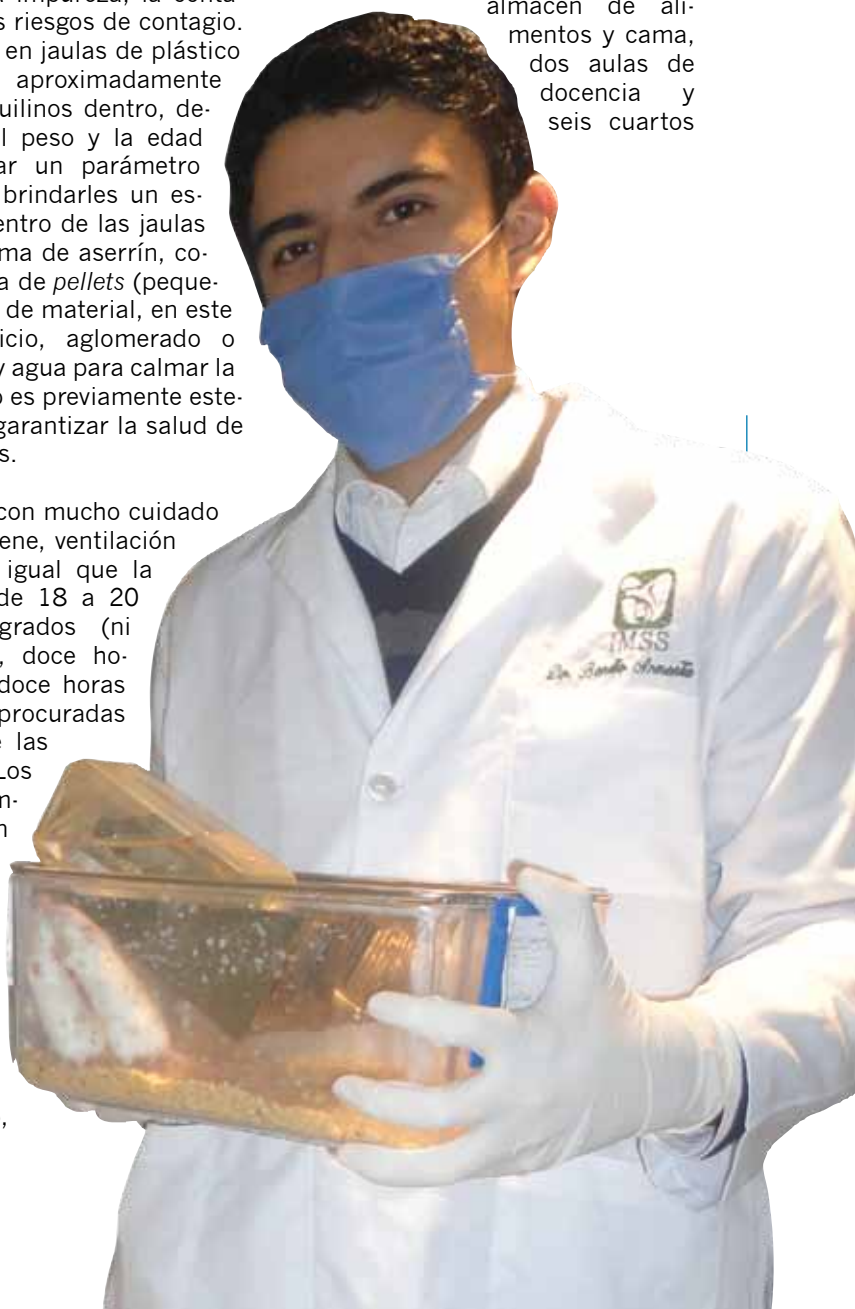 impureza, la conta-
s riesgos de contagio.
en jaulas de plástico
aproximadamente
uilinos dentro, de-
l peso y la edad
ar un parámetro
brindarles un es-
entro de las jaulas
ma de aserrín, co-
a de pellets (peque-
de material, en este
icio, aglomerado o
y agua para calmar la
o es previamente este-
garantizar la salud de
s.
con mucho cuidado
ene, ventilación
igual que la
de 18 a 20
grados (ni
, doce ho-
doce horas
procuradas
e las
Los
m-
n
,
almacén de ali-
mentos y cama,
dos aulas de
docencia y
seis cuartos
IMSS
Dr.